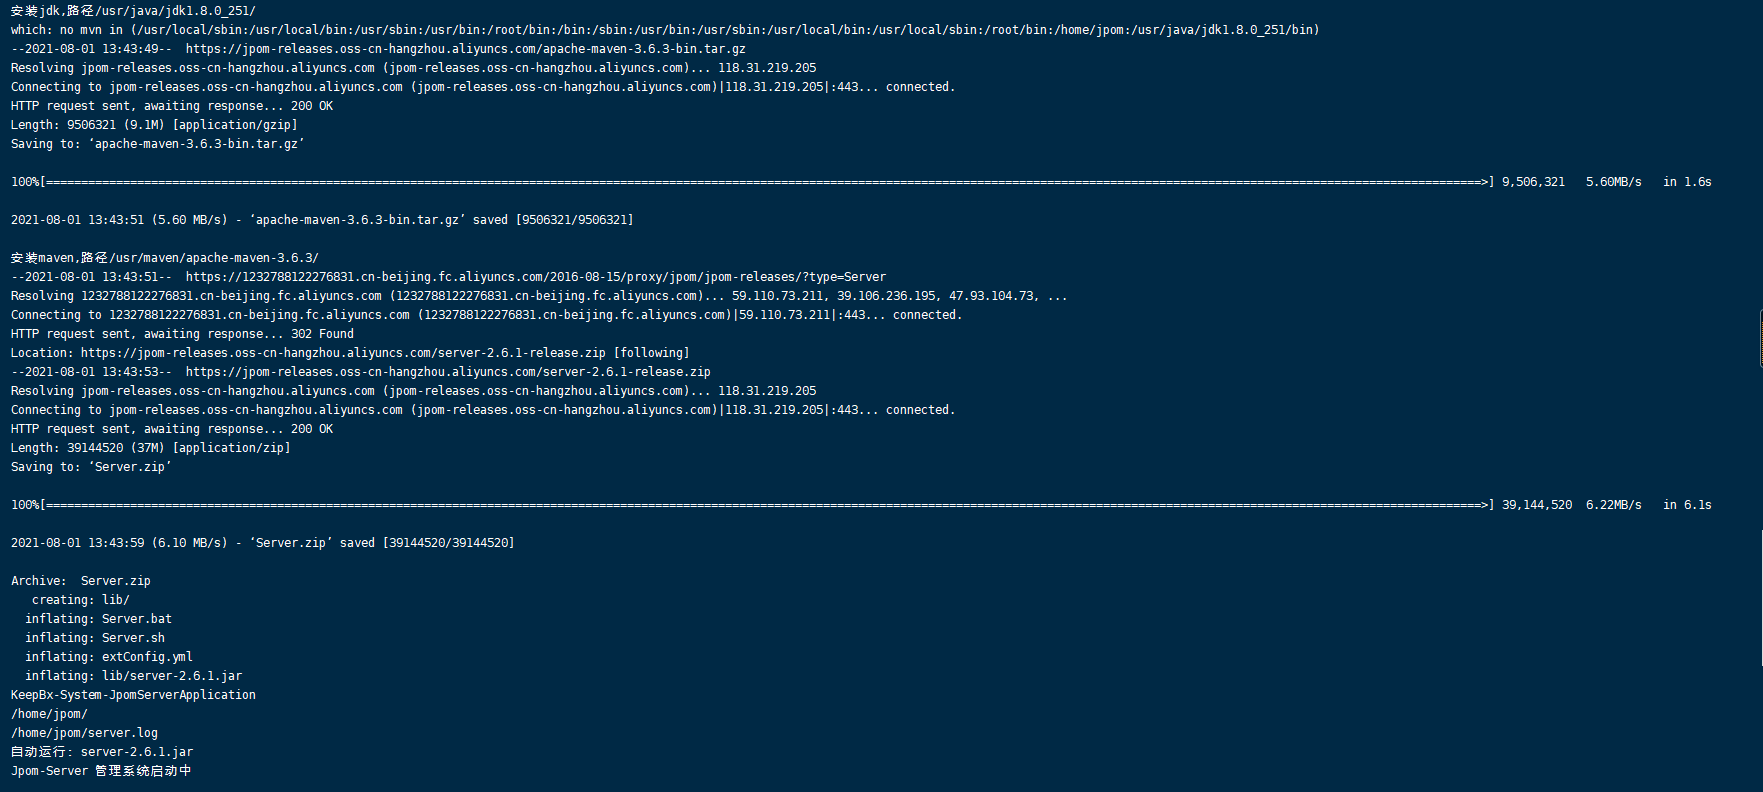 安装jdk,路径/usr/java/jdk1.8.0_251/
which: no mvn in (/usr/local/sbin:/usr/local/bin:/usr/sbin:/usr/bin:/root/bin:/bin:/sbin:/usr/bin:/usr/sbin:/usr/local/bin:/usr/local/sbin:/root/bin:/home/jpom:/usr/java/jdk1.8.0_251/bin)
--2021-08-01 13:43:49--  https://jpom-releases.oss-cn-hangzhou.aliyuncs.com/apache-maven-3.6.3-bin.tar.gz
Resolving jpom-releases.oss-cn-hangzhou.aliyuncs.com (jpom-releases.oss-cn-hangzhou.aliyuncs.com)... 118.31.219.205
Connecting to jpom-releases.oss-cn-hangzhou.aliyuncs.com (jpom-releases.oss-cn-hangzhou.aliyuncs.com)|118.31.219.205|:443... connected.
HTTP request sent, awaiting response... 200 OK
Length: 9506321 (9.1M) [application/gzip]
Saving to: ‘apache-maven-3.6.3-bin.tar.gz’
100%[=====================================================>] 9,506,321   5.60MB/s   in 1.6s
2021-08-01 13:43:51 (5.60 MB/s) - ‘apache-maven-3.6.3-bin.tar.gz’ saved [9506321/9506321]
安装maven,路径/usr/maven/apache-maven-3.6.3/
--2021-08-01 13:43:51--  https://1232788122276831.cn-beijing.fc.aliyuncs.com/2016-08-15/proxy/jpom/jpom-releases/?type=Server
Resolving 1232788122276831.cn-beijing.fc.aliyuncs.com (1232788122276831.cn-beijing.fc.aliyuncs.com)... 59.110.73.211, 39.106.236.195, 47.93.104.73, ...
Connecting to 1232788122276831.cn-beijing.fc.aliyuncs.com (1232788122276831.cn-beijing.fc.aliyuncs.com)|59.110.73.211|:443... connected.
HTTP request sent, awaiting response... 302 Found
Location: https://jpom-releases.oss-cn-hangzhou.aliyuncs.com/server-2.6.1-release.zip [following]
--2021-08-01 13:43:53--  https://jpom-releases.oss-cn-hangzhou.aliyuncs.com/server-2.6.1-release.zip
Resolving jpom-releases.oss-cn-hangzhou.aliyuncs.com (jpom-releases.oss-cn-hangzhou.aliyuncs.com)... 118.31.219.205
Connecting to jpom-releases.oss-cn-hangzhou.aliyuncs.com (jpom-releases.oss-cn-hangzhou.aliyuncs.com)|118.31.219.205|:443... connected.
HTTP request sent, awaiting response... 200 OK
Length: 39144520 (37M) [application/zip]
Saving to: ‘Server.zip’
100%[=====================================================>] 39,144,520  6.22MB/s   in 6.1s
2021-08-01 13:43:59 (6.10 MB/s) - ‘Server.zip’ saved [39144520/39144520]
Archive:  Server.zip
   creating: lib/
  inflating: Server.bat
  inflating: Server.sh
  inflating: extConfig.yml
  inflating: lib/server-2.6.1.jar
KeepBx-System-JpomServerApplication
/home/jpom/
/home/jpom/server.log
自动运行: server-2.6.1.jar
Jpom-Server 管理系统启动中